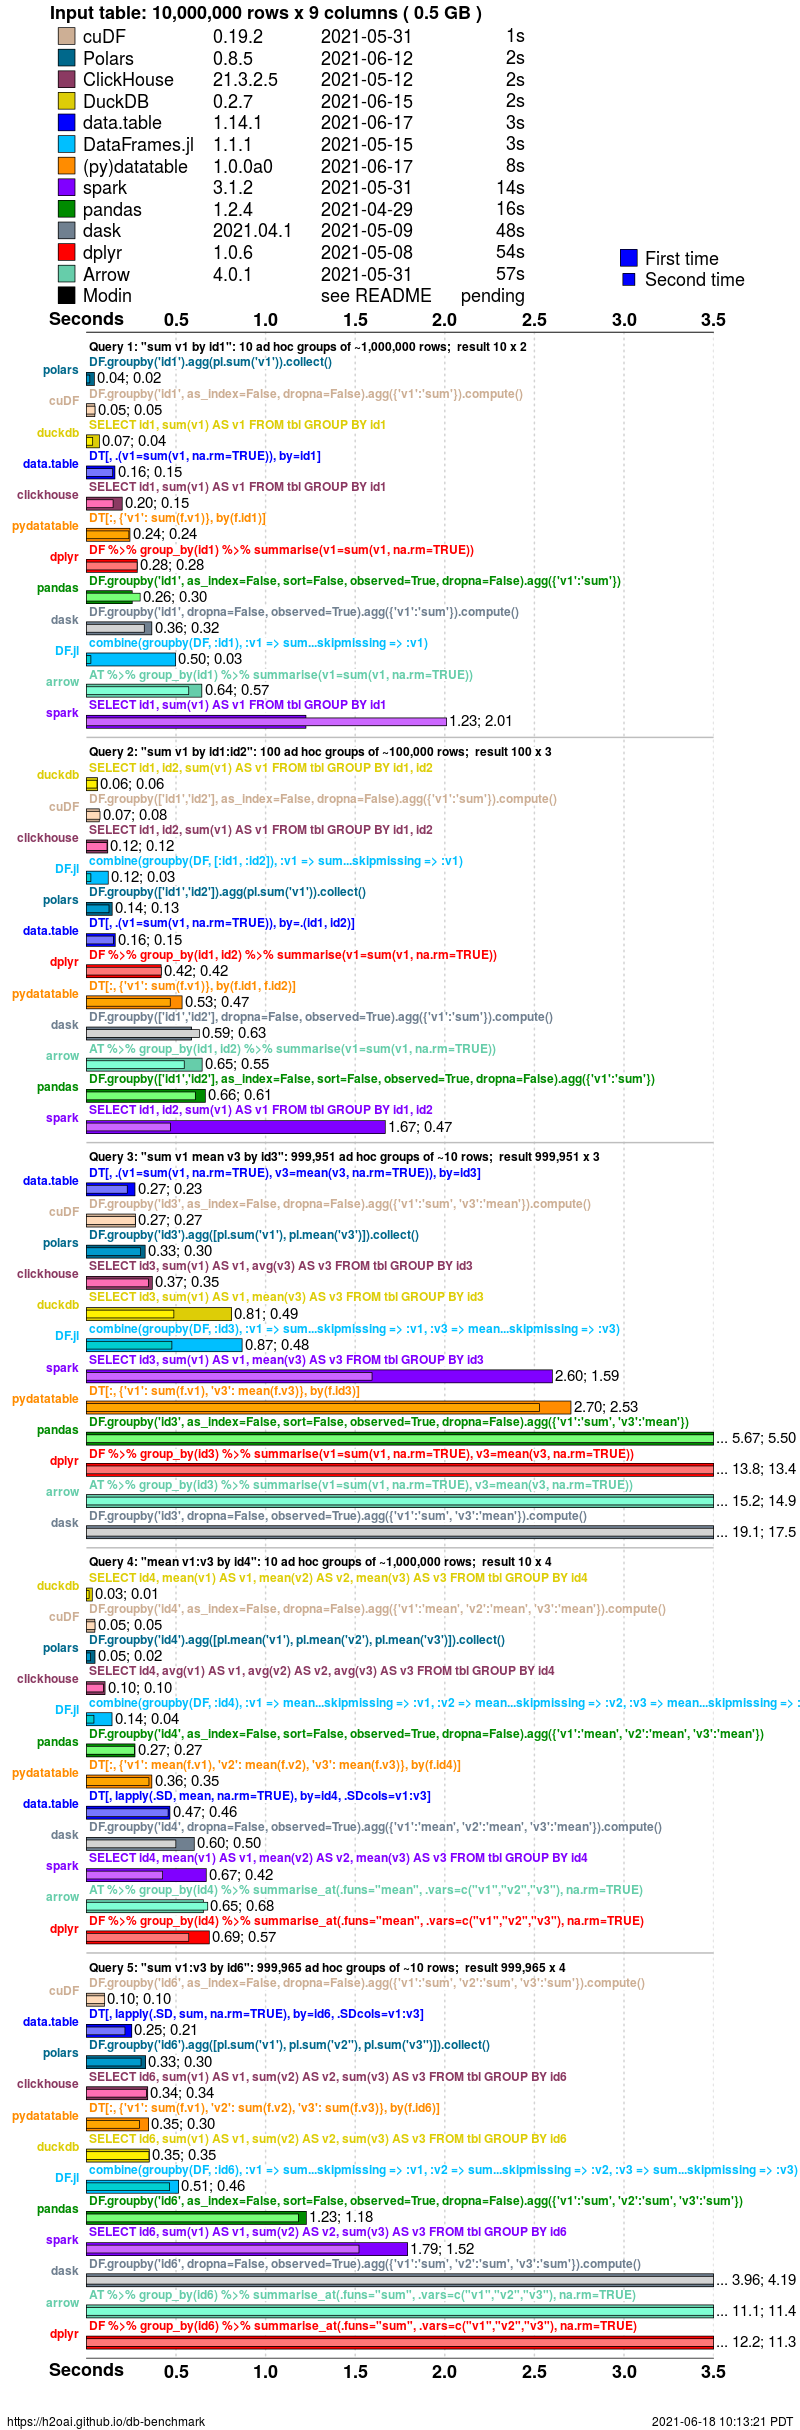 Input table: 10,000,000 rows x 9 columns ( 0.5 GB )
cuDF 0.19.2 2021-05-31 1s
Polars 0.8.5 2021-06-12 2s
ClickHouse 21.3.2.5 2021-05-12 2s
DuckDB 0.2.7 2021-06-15 2s
data.table 1.14.1 2021-06-17 3s
DataFrames.jl 1.1.1 2021-05-15 3s
(py)datatable 1.0.0a0 2021-06-17 8s
spark 3.1.2 2021-05-31 14s
pandas 1.2.4 2021-04-29 16s
dask 2021.04.1 2021-05-09 48s
dplyr 1.0.6 2021-05-08 54s
Arrow 4.0.1 2021-05-31 57s
Modin see README pending
First time
Second time
Seconds 0.5 1.0 1.5 2.0 2.5 3.0 3.5
Query 1: "sum v1 by id1": 10 ad hoc groups of ~1,000,000 rows;  result 10 x 2
DF.groupby('id1').agg(pl.sum('v1')).collect()
polars 0.04; 0.02
DF.groupby('id1', as_index=False, dropna=False).agg({'v1':'sum'}).compute()
cuDF 0.05; 0.05
SELECT id1, sum(v1) AS v1 FROM tbl GROUP BY id1
duckdb 0.07; 0.04
DT[, .(v1=sum(v1, na.rm=TRUE)), by=id1]
data.table 0.16; 0.15
SELECT id1, sum(v1) AS v1 FROM tbl GROUP BY id1
clickhouse 0.20; 0.15
DT[:, {'v1': sum(f.v1)}, by(f.id1)]
pydatatable 0.24; 0.24
DF %>% group_by(id1) %>% summarise(v1=sum(v1, na.rm=TRUE))
dplyr 0.28; 0.28
DF.groupby('id1', as_index=False, sort=False, observed=True, dropna=False).agg({'v1':'sum'})
pandas 0.26; 0.30
DF.groupby('id1', dropna=False, observed=True).agg({'v1':'sum'}).compute()
dask 0.36; 0.32
combine(groupby(DF, :id1), :v1 => sum...skipmissing => :v1)
DF.jl 0.50; 0.03
AT %>% group_by(id1) %>% summarise(v1=sum(v1, na.rm=TRUE))
arrow 0.64; 0.57
SELECT id1, sum(v1) AS v1 FROM tbl GROUP BY id1
spark 1.23; 2.01
Query 2: "sum v1 by id1:id2": 100 ad hoc groups of ~100,000 rows;  result 100 x 3
SELECT id1, id2, sum(v1) AS v1 FROM tbl GROUP BY id1, id2
duckdb 0.06; 0.06
DF.groupby(['id1','id2'], as_index=False, dropna=False).agg({'v1':'sum'}).compute()
cuDF 0.07; 0.08
SELECT id1, id2, sum(v1) AS v1 FROM tbl GROUP BY id1, id2
clickhouse 0.12; 0.12
combine(groupby(DF, [:id1, :id2]), :v1 => sum...skipmissing => :v1)
DF.jl 0.12; 0.03
DF.groupby(['id1','id2']).agg(pl.sum('v1')).collect()
polars 0.14; 0.13
DT[, .(v1=sum(v1, na.rm=TRUE)), by=.(id1, id2)]
data.table 0.16; 0.15
DF %>% group_by(id1, id2) %>% summarise(v1=sum(v1, na.rm=TRUE))
dplyr 0.42; 0.42
DT[:, {'v1': sum(f.v1)}, by(f.id1, f.id2)]
pydatatable 0.53; 0.47
DF.groupby(['id1','id2'], dropna=False, observed=True).agg({'v1':'sum'}).compute()
dask 0.59; 0.63
AT %>% group_by(id1, id2) %>% summarise(v1=sum(v1, na.rm=TRUE))
arrow 0.65; 0.55
DF.groupby(['id1','id2'], as_index=False, sort=False, observed=True, dropna=False).agg({'v1':'sum'})
pandas 0.66; 0.61
SELECT id1, id2, sum(v1) AS v1 FROM tbl GROUP BY id1, id2
spark 1.67; 0.47
Query 3: "sum v1 mean v3 by id3": 999,951 ad hoc groups of ~10 rows;  result 999,951 x 3
DT[, .(v1=sum(v1, na.rm=TRUE), v3=mean(v3, na.rm=TRUE)), by=id3]
data.table 0.27; 0.23
DF.groupby('id3', as_index=False, dropna=False).agg({'v1':'sum', 'v3':'mean'}).compute()
cuDF 0.27; 0.27
DF.groupby('id3').agg([pl.sum('v1'), pl.mean('v3')]).collect()
polars 0.33; 0.30
SELECT id3, sum(v1) AS v1, avg(v3) AS v3 FROM tbl GROUP BY id3
clickhouse 0.37; 0.35
SELECT id3, sum(v1) AS v1, mean(v3) AS v3 FROM tbl GROUP BY id3
duckdb 0.81; 0.49
combine(groupby(DF, :id3), :v1 => sum...skipmissing => :v1, :v3 => mean...skipmissing => :v3)
DF.jl 0.87; 0.48
SELECT id3, sum(v1) AS v1, mean(v3) AS v3 FROM tbl GROUP BY id3
spark 2.60; 1.59
DT[:, {'v1': sum(f.v1), 'v3': mean(f.v3)}, by(f.id3)]
pydatatable 2.70; 2.53
DF.groupby('id3', as_index=False, sort=False, observed=True, dropna=False).agg({'v1':'sum', 'v3':'mean'})
pandas ... 5.67; 5.50
DF %>% group_by(id3) %>% summarise(v1=sum(v1, na.rm=TRUE), v3=mean(v3, na.rm=TRUE))
dplyr ... 13.8; 13.4
AT %>% group_by(id3) %>% summarise(v1=sum(v1, na.rm=TRUE), v3=mean(v3, na.rm=TRUE))
arrow ... 15.2; 14.9
DF.groupby('id3', dropna=False, observed=True).agg({'v1':'sum', 'v3':'mean'}).compute()
dask ... 19.1; 17.5
Query 4: "mean v1:v3 by id4": 10 ad hoc groups of ~1,000,000 rows;  result 10 x 4
SELECT id4, mean(v1) AS v1, mean(v2) AS v2, mean(v3) AS v3 FROM tbl GROUP BY id4
duckdb 0.03; 0.01
DF.groupby('id4', as_index=False, dropna=False).agg({'v1':'mean', 'v2':'mean', 'v3':'mean'}).compute()
cuDF 0.05; 0.05
DF.groupby('id4').agg([pl.mean('v1'), pl.mean('v2'), pl.mean('v3')]).collect()
polars 0.05; 0.02
SELECT id4, avg(v1) AS v1, avg(v2) AS v2, avg(v3) AS v3 FROM tbl GROUP BY id4
clickhouse 0.10; 0.10
combine(groupby(DF, :id4), :v1 => mean...skipmissing => :v1, :v2 => mean...skipmissing => :v2, :v3 => mean...skipmissing => :
DF.jl 0.14; 0.04
DF.groupby('id4', as_index=False, sort=False, observed=True, dropna=False).agg({'v1':'mean', 'v2':'mean', 'v3':'mean'})
pandas 0.27; 0.27
DT[:, {'v1': mean(f.v1), 'v2': mean(f.v2), 'v3': mean(f.v3)}, by(f.id4)]
pydatatable 0.36; 0.35
DT[, lapply(.SD, mean, na.rm=TRUE), by=id4, .SDcols=v1:v3]
data.table 0.47; 0.46
DF.groupby('id4', dropna=False, observed=True).agg({'v1':'mean', 'v2':'mean', 'v3':'mean'}).compute()
dask 0.60; 0.50
SELECT id4, mean(v1) AS v1, mean(v2) AS v2, mean(v3) AS v3 FROM tbl GROUP BY id4
spark 0.67; 0.42
AT %>% group_by(id4) %>% summarise_at(.funs="mean", .vars=c("v1","v2","v3"), na.rm=TRUE)
arrow 0.65; 0.68
DF %>% group_by(id4) %>% summarise_at(.funs="mean", .vars=c("v1","v2","v3"), na.rm=TRUE)
dplyr 0.69; 0.57
Query 5: "sum v1:v3 by id6": 999,965 ad hoc groups of ~10 rows;  result 999,965 x 4
DF.groupby('id6', as_index=False, dropna=False).agg({'v1':'sum', 'v2':'sum', 'v3':'sum'}).compute()
cuDF 0.10; 0.10
DT[, lapply(.SD, sum, na.rm=TRUE), by=id6, .SDcols=v1:v3]
data.table 0.25; 0.21
DF.groupby('id6').agg([pl.sum('v1'), pl.sum('v2"), pl.sum('v3")]).collect()
polars 0.33; 0.30
SELECT id6, sum(v1) AS v1, sum(v2) AS v2, sum(v3) AS v3 FROM tbl GROUP BY id6
clickhouse 0.34; 0.34
DT[:, {'v1': sum(f.v1), 'v2': sum(f.v2), 'v3': sum(f.v3)}, by(f.id6)]
pydatatable 0.35; 0.30
SELECT id6, sum(v1) AS v1, sum(v2) AS v2, sum(v3) AS v3 FROM tbl GROUP BY id6
duckdb 0.35; 0.35
combine(groupby(DF, :id6), :v1 => sum...skipmissing => :v1, :v2 => sum...skipmissing => :v2, :v3 => sum...skipmissing => :v3)
DF.jl 0.51; 0.46
DF.groupby('id6', as_index=False, sort=False, observed=True, dropna=False).agg({'v1':'sum', 'v2':'sum', 'v3':'sum'})
pandas 1.23; 1.18
SELECT id6, sum(v1) AS v1, sum(v2) AS v2, sum(v3) AS v3 FROM tbl GROUP BY id6
spark 1.79; 1.52
DF.groupby('id6', dropna=False, observed=True).agg({'v1':'sum', 'v2':'sum', 'v3':'sum'}).compute()
dask ... 3.96; 4.19
AT %>% group_by(id6) %>% summarise_at(.funs="sum", .vars=c("v1","v2","v3"), na.rm=TRUE)
arrow ... 11.1; 11.4
DF %>% group_by(id6) %>% summarise_at(.funs="sum", .vars=c("v1","v2","v3"), na.rm=TRUE)
dplyr ... 12.2; 11.3
Seconds 0.5 1.0 1.5 2.0 2.5 3.0 3.5
https://h2oai.github.io/db-benchmark 2021-06-18 10:13:21 PDT